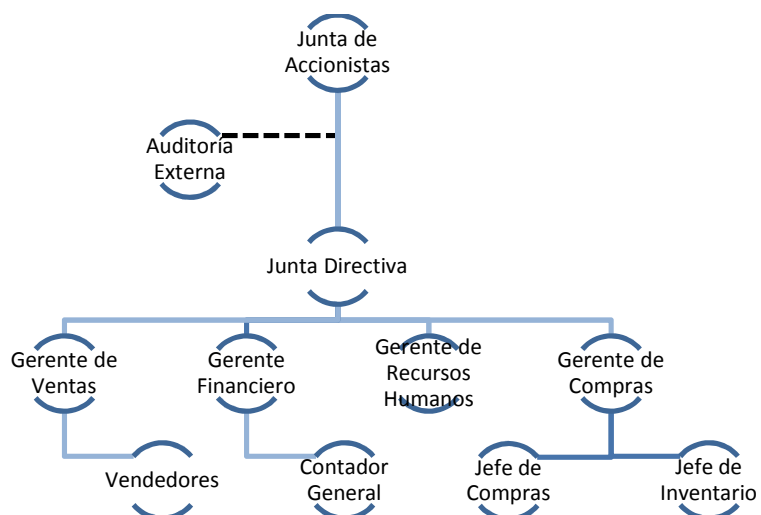 Junta de
Accionistas
Auditoría
Externa
Junta Directiva
Gerente de
Ventas
Gerente
Financiero
Gerente de
Recursos
Humanos
Gerente de
Compras
Vendedores
Contador
General
Jefe de
Compras
Jefe de
Inventario